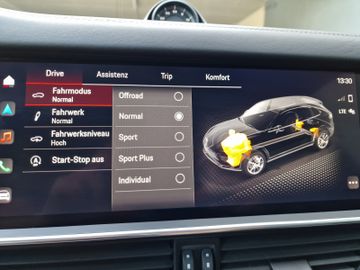 Drive
Assistenz
Trip
Komfort
Fahrmodus
Normal
Fahrwerk
Normal
Fahrwerksniveau
Hoch
Start-Stop aus
Offroad
Normal
Sport
Sport Plus
Individual
13:30
LTE